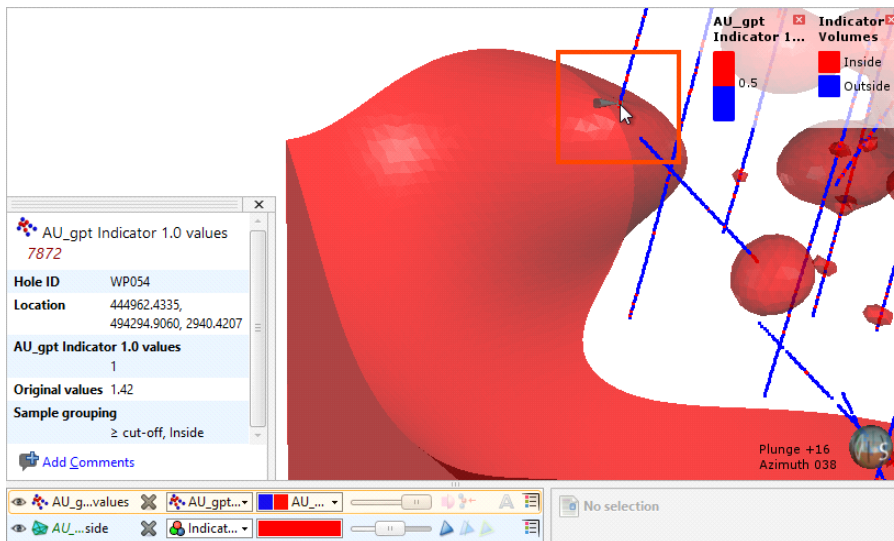 AU_gpt
Indicator 1...
0.5
Indicator
Volumes
Inside
Outside
AU_gpt Indicator 1.0 values
7872
Hole ID WP054
Location 444962.4335,
494294.9060, 2940.4207
AU_gpt Indicator 1.0 values
1
Original values 1.42
Sample grouping
≥ cut-off, Inside
Add Comments
Plunge +16
Azimuth 038
AU_g...values AU_gpt... AU_...
AU_...side Indicat...
No selection